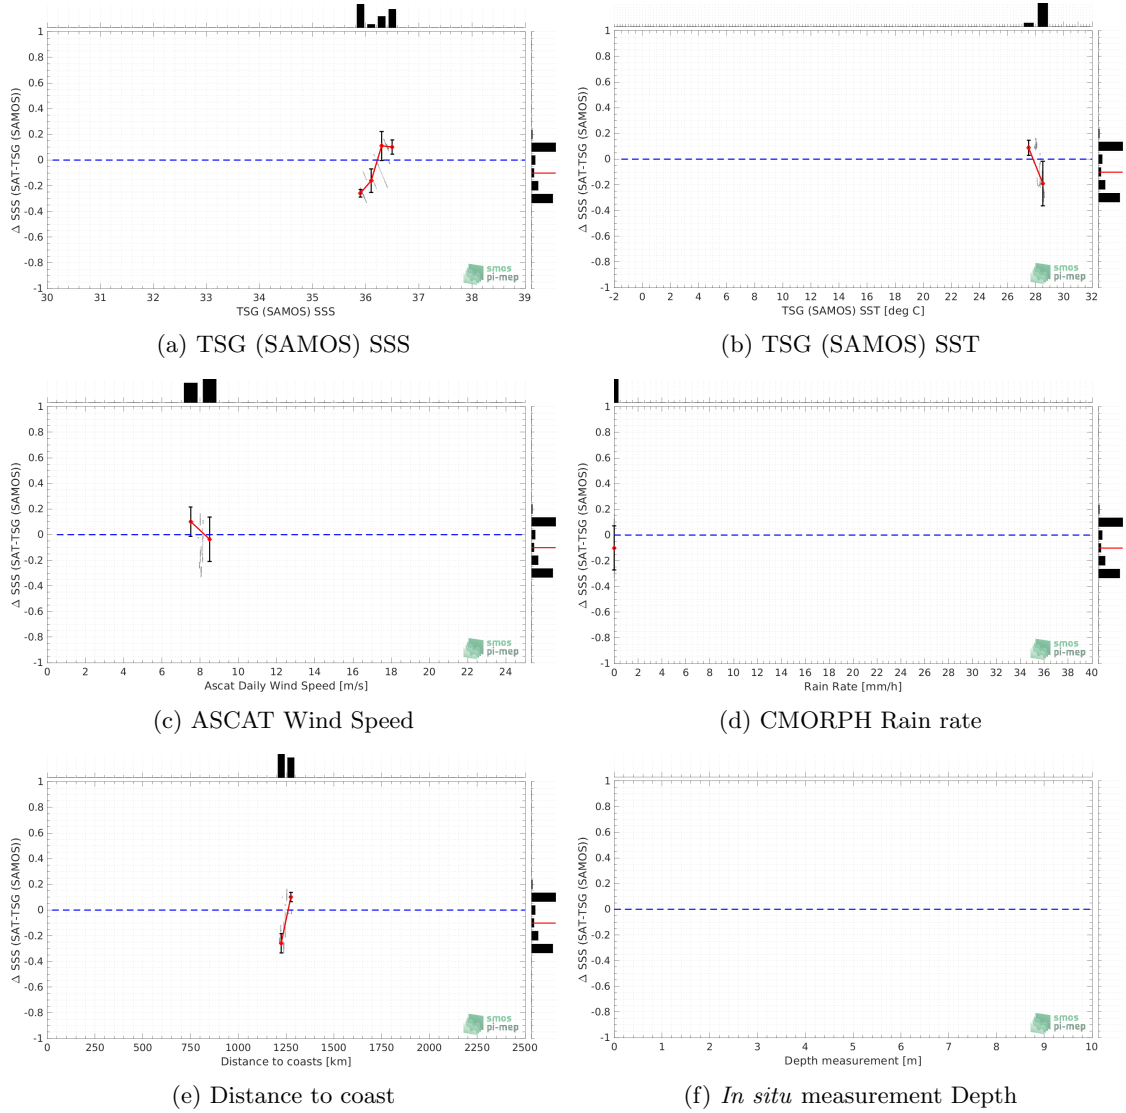 1
0.8
0.6
0.4
0.2
0
-0.2
-0.4
-0.6
-0.8
-1
Δ SSS (SAT-TSG (SAMOS))
30 31 32 33 34 35 36 37 38 39
TSG (SAMOS) SSS
smos
pi-mep
(a) TSG (SAMOS) SSS
1
0.8
0.6
0.4
0.2
0
-0.2
-0.4
-0.6
-0.8
-1
Δ SSS (SAT-TSG (SAMOS))
-2 0 2 4 6 8 10 12 14 16 18 20 22 24 26 28 30 32
TSG (SAMOS) SST [deg C]
smos
pi-mep
(b) TSG (SAMOS) SST
1
0.8
0.6
0.4
0.2
0
-0.2
-0.4
-0.6
-0.8
-1
Δ SSS (SAT-TSG (SAMOS))
0 2 4 6 8 10 12 14 16 18 20 22 24
Ascat Daily Wind Speed [m/s]
smos
pi-mep
(c) ASCAT Wind Speed
1
0.8
0.6
0.4
0.2
0
-0.2
-0.4
-0.6
-0.8
-1
Δ SSS (SAT-TSG (SAMOS))
0 2 4 6 8 10 12 14 16 18 20 22 24 26 28 30 32 34 36 38 40
Rain Rate [mm/h]
smos
pi-mep
(d) CMORPH Rain rate
1
0.8
0.6
0.4
0.2
0
-0.2
-0.4
-0.6
-0.8
-1
Δ SSS (SAT-TSG (SAMOS))
0 250 500 750 1000 1250 1500 1750 2000 2250 2500
Distance to coasts [km]
smos
pi-mep
(e) Distance to coast
1
0.8
0.6
0.4
0.2
0
-0.2
-0.4
-0.6
-0.8
-1
Δ SSS (SAT-TSG (SAMOS))
0 1 2 3 4 5 6 7 8 9 10
Depth measurement [m]
smos
pi-mep
(f) In situ measurement Depth